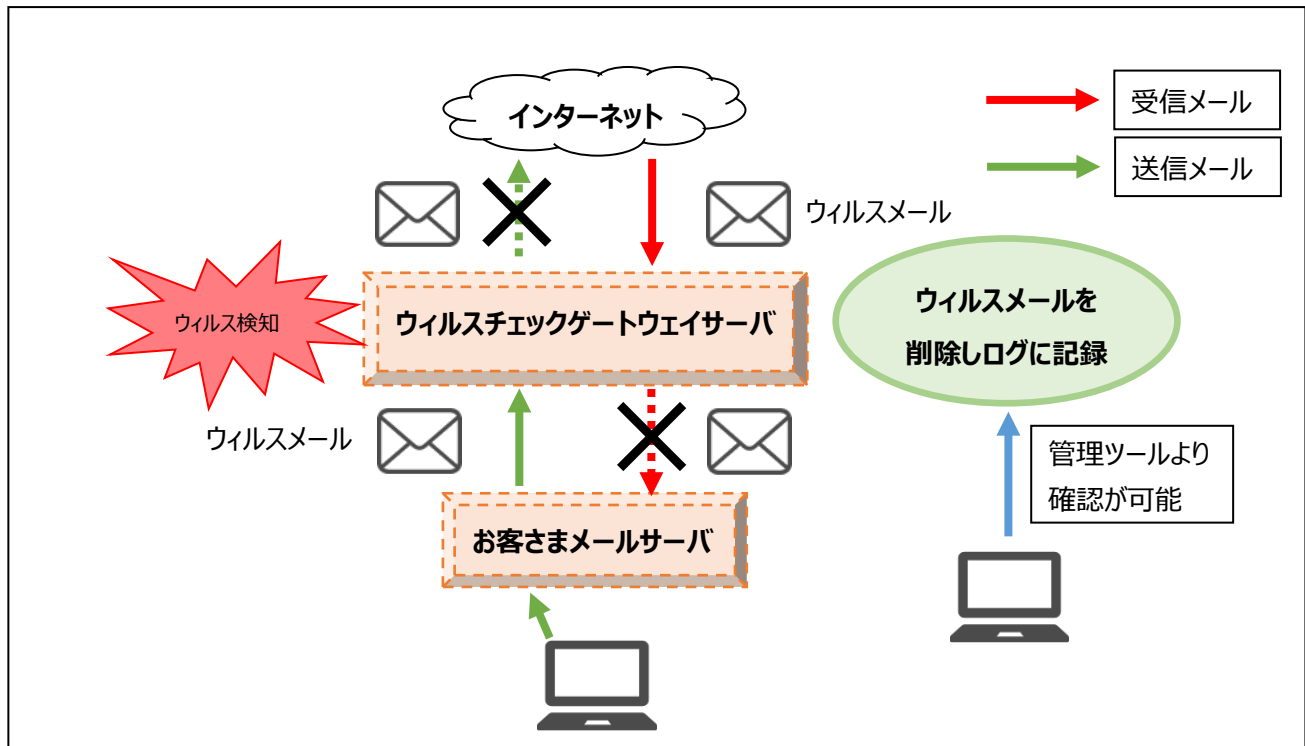 インターネット
受信メール
送信メール
ウィルスメール
ウィルス検知
ウィルスチェックゲートウェイサーバ
ウィルスメールを
削除しログに記録
ウィルスメール
管理ツールより
確認が可能
お客さまメールサーバ